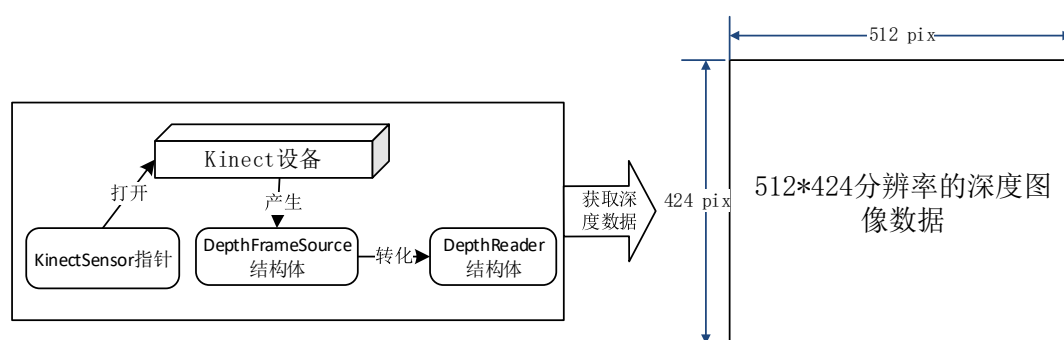 512 pix
Kinect设备
打开
产生
获取深
度数据
424 pix
512*424分辨率的深度图
像数据
KinectSensor指针
DepthFrameSource
结构体
转化
DepthReader
结构体